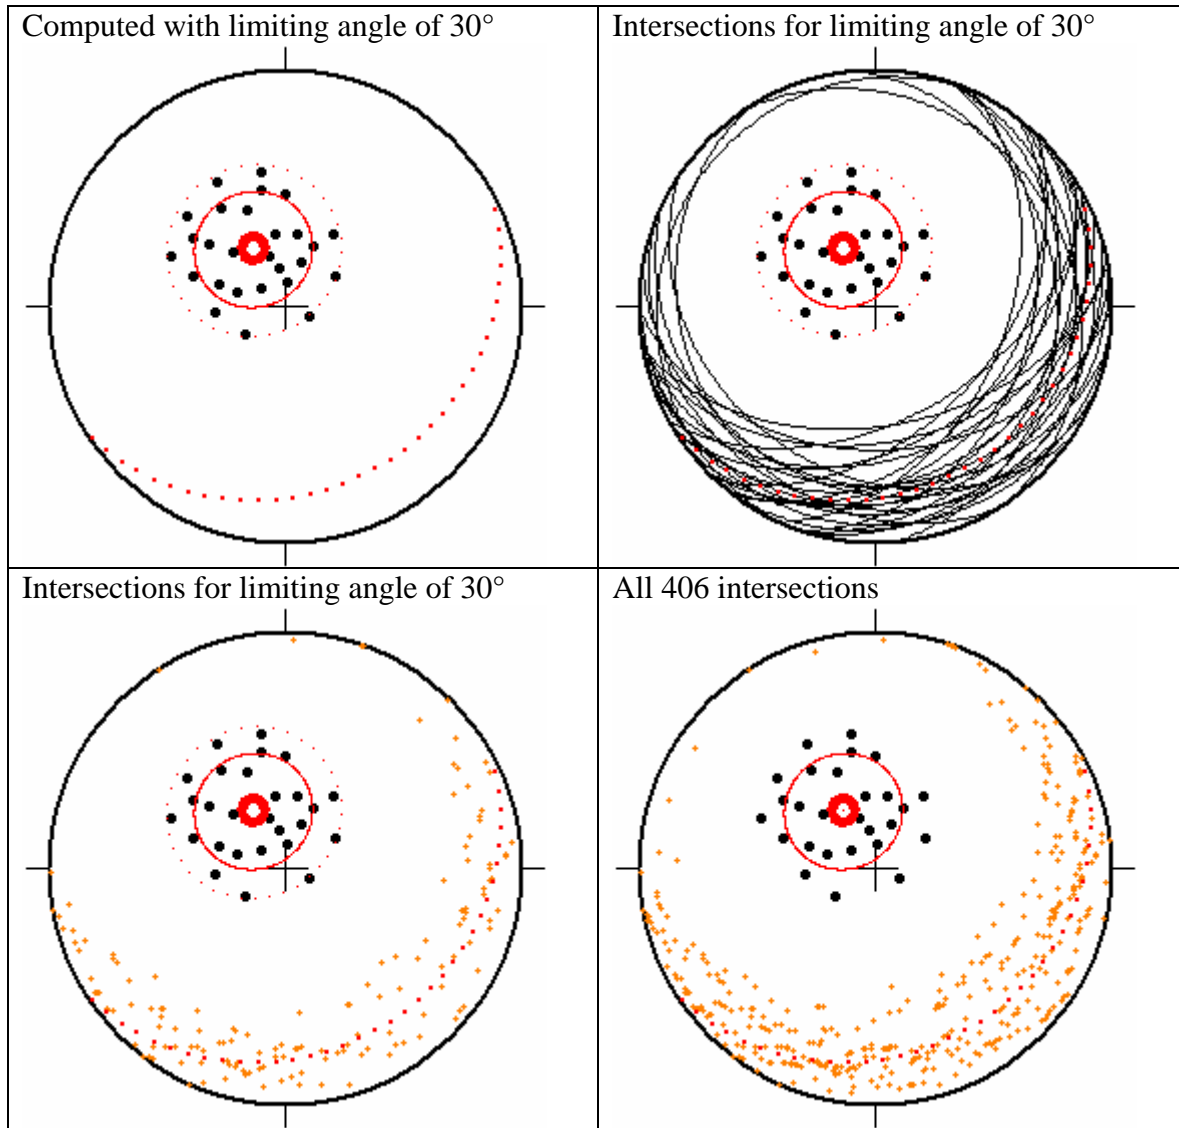 Computed with limiting angle of 30°
Intersections for limiting angle of 30°
Intersections for limiting angle of 30°
All 406 intersections